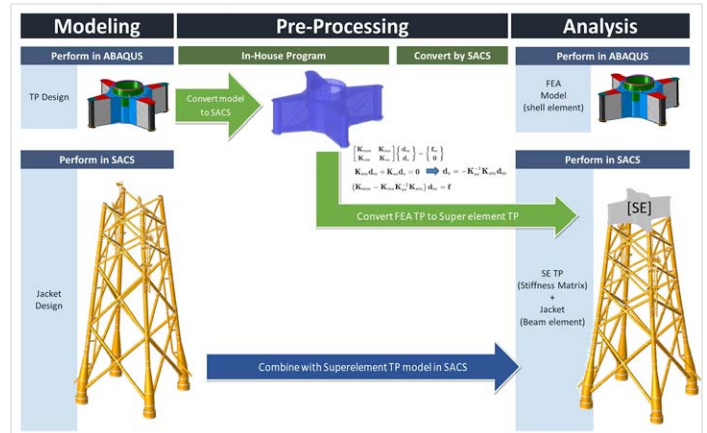 Modeling
Pre-Processing
Analysis
Perform in ABAQUS
In-House Program
Convert by SACS
Perform in ABAQUS
TP Design
Convert model
to SACS
FEA
Model
(shell element)
Perform in SACS
Perform in SACS
Convert FEA TP to Super element TP
[SE]
Jacket
Design
SE TP
(Stiffness Matrix)
+
Jacket
(Beam element)
Combine with Superelement TP model in SACS